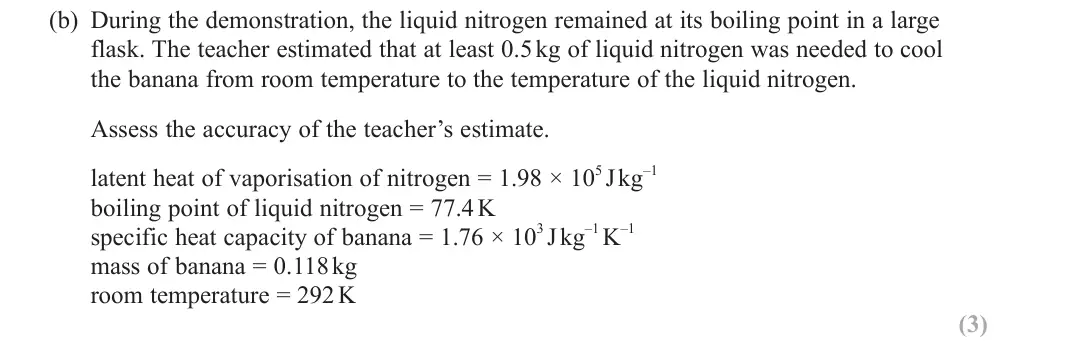 (b) During the demonstration, the liquid nitrogen remained at its boiling point in a large
flask. The teacher estimated that at least 0.5 kg of liquid nitrogen was needed to cool
the banana from room temperature to the temperature of the liquid nitrogen.
Assess the accuracy of the teacher’s estimate.
latent heat of vaporisation of nitrogen = 1.98 × 10⁵ J kg⁻¹
boiling point of liquid nitrogen = 77.4 K
specific heat capacity of banana = 1.76 × 10³ J kg⁻¹ K⁻¹
mass of banana = 0.118 kg
room temperature = 292 K
(3)